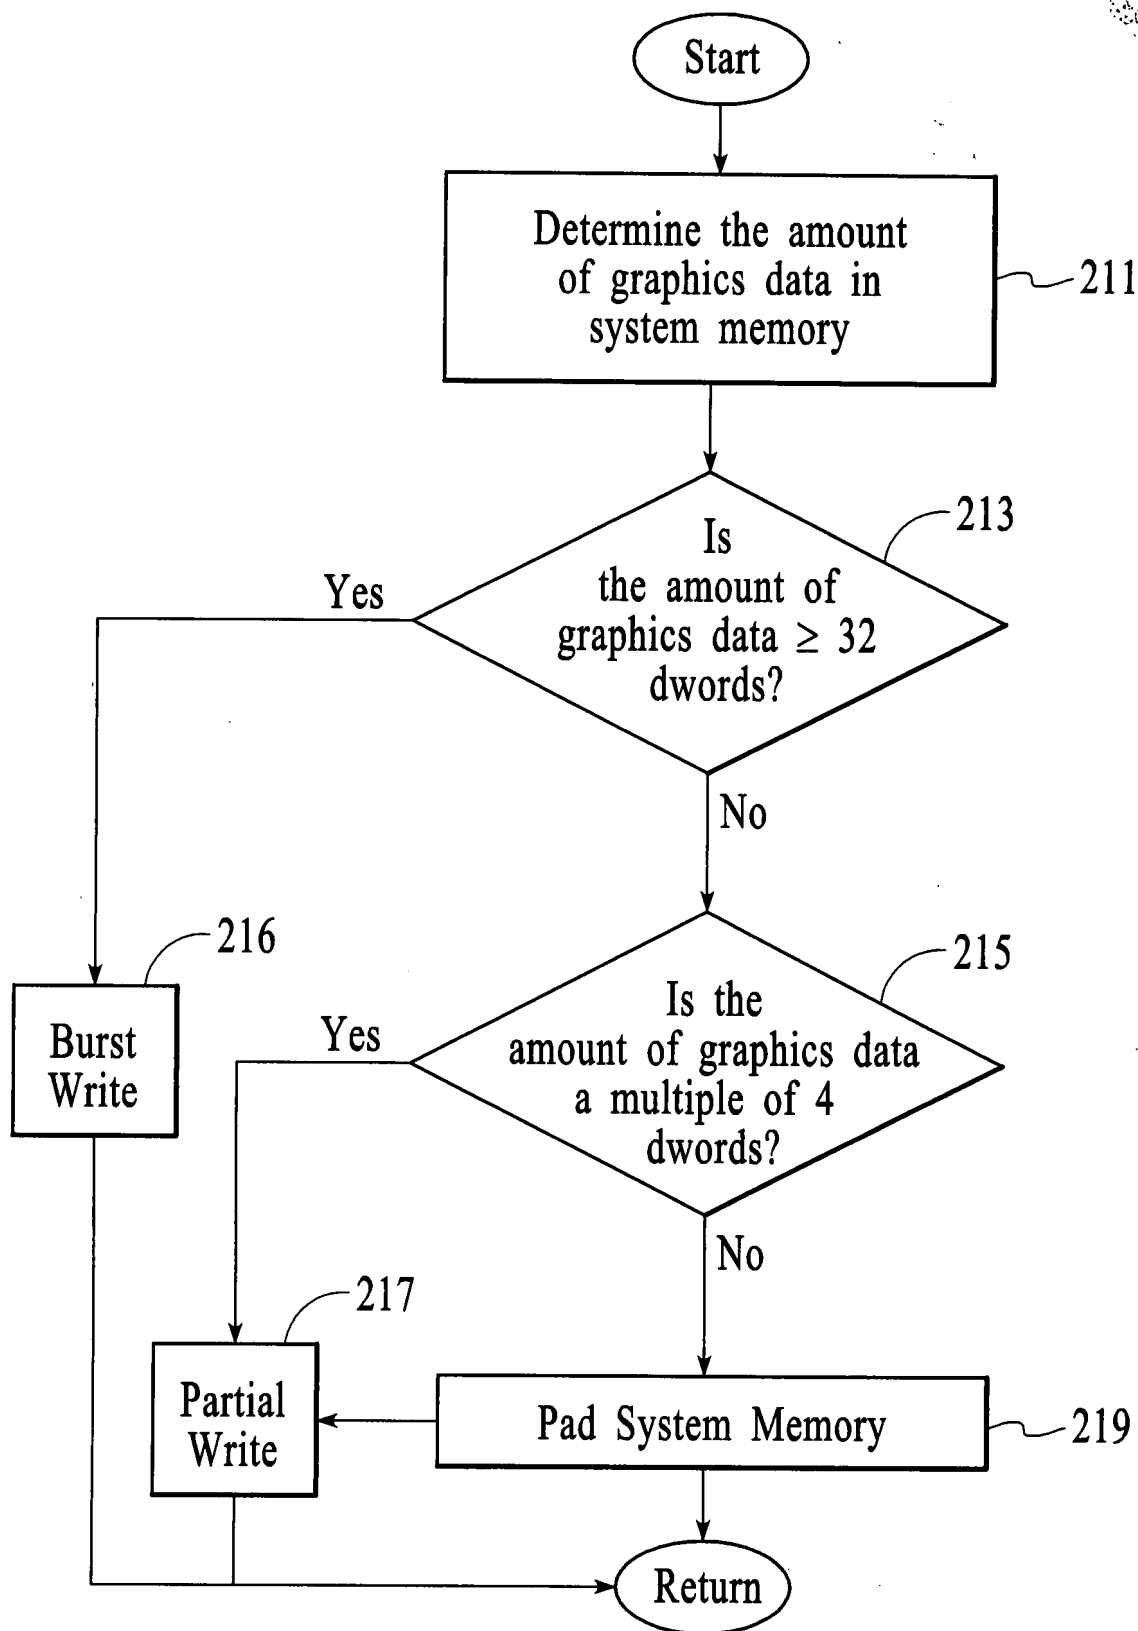 Start
Determine the amount
of graphics data in
system memory
211
Is
the amount of
graphics data ≥ 32
dwords?
213
Yes
No
216
Burst
Write
215
Is the
amount of graphics data
a multiple of 4
dwords?
Yes
No
217
Partial
Write
Pad System Memory
219
Return